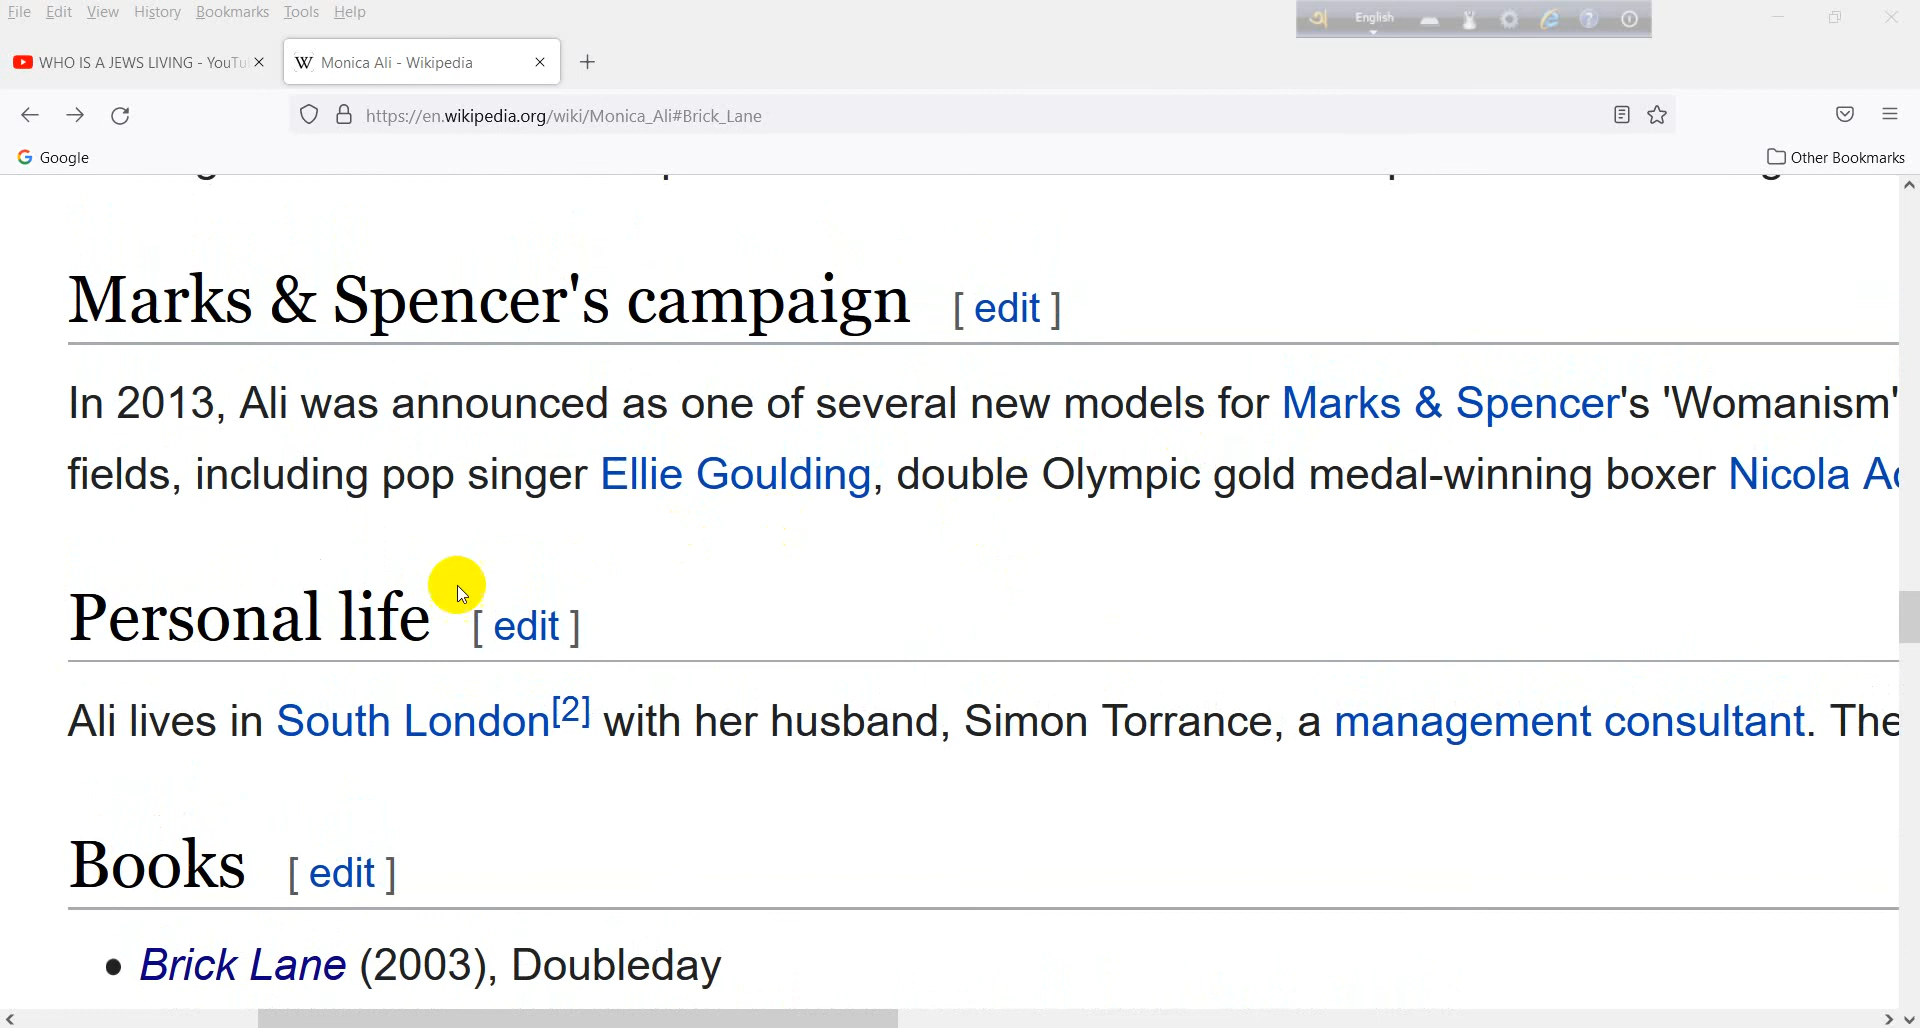 File Edit View History Bookmarks Tools Help
English
WHO IS A JEWS LIVING - YouTu
Monica Ali - Wikipedia
https://en.wikipedia.org/wiki/Monica_Ali#Brick_Lane
Google
Other Bookmarks
Marks & Spencer's campaign [ edit ]
In 2013, Ali was announced as one of several new models for Marks & Spencer's 'Womanism'
fields, including pop singer Ellie Goulding, double Olympic gold medal-winning boxer Nicola
Personal life [ edit ]
Ali lives in South London[2] with her husband, Simon Torrance, a management consultant. The
Books [ edit ]
• Brick Lane (2003), Doubleday